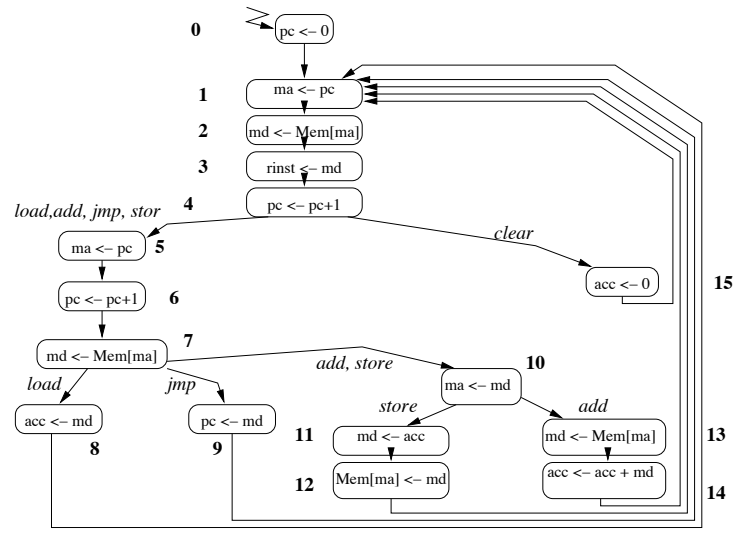 0
pc <– 0
1
ma <– pc
2
md <– Mem[ma]
3
rinst <– md
4
pc <– pc+1
load,add, jmp, stor
clear
ma <– pc
5
acc <– 0
15
pc <– pc+1
6
7
md <– Mem[ma]
add, store
10
load
jmp
ma <– md
store
add
acc <– md
pc <– md
8
9
11
md <– acc
md <– Mem[ma]
13
12
Mem[ma] <– md
acc <– acc + md
14